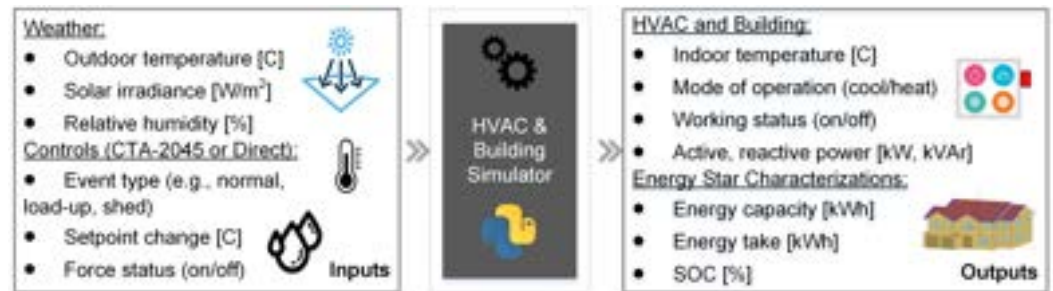 Weather:
● Outdoor temperature [C]
● Solar irradiance [W/m²]
● Relative humidity [%]
Controls (CTA-2045 or Direct):
● Event type (e.g., normal,
load-up, shed)
● Setpoint change [C]
● Force status (on/off)
Inputs
HVAC &
Building
Simulator
HVAC and Building:
● Indoor temperature [C]
● Mode of operation (cool/heat)
● Working status (on/off)
● Active, reactive power [kW, kVAr]
Energy Star Characterizations:
● Energy capacity [kWh]
● Energy take [kWh]
● SOC [%]
Outputs